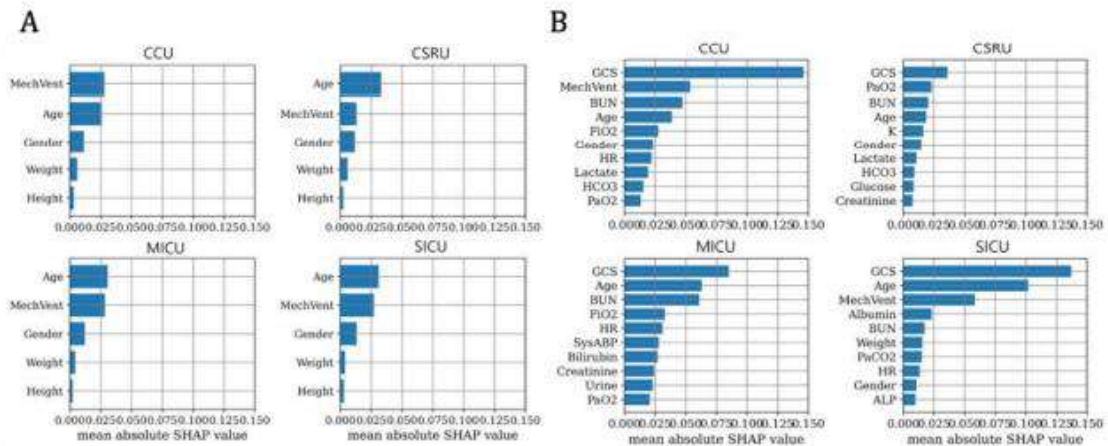 A
CCU
MechVent
Age
Gender
Weight
Height
0.0000.0250.0500.0750.1000.1250.150
CSRU
Age
MechVent
Gender
Weight
Height
0.0000.0250.0500.0750.1000.1250.150
MICU
Age
MechVent
Gender
Weight
Height
0.0000.0250.0500.0750.1000.1250.150
mean absolute SHAP value
SICU
Age
MechVent
Gender
Weight
Height
0.0000.0250.0500.0750.1000.1250.150
mean absolute SHAP value
B
CCU
GCS
MechVent
BUN
Age
FiO2
Gender
HR
Lactate
HCO3
PaO2
0.0000.0250.0500.0750.1000.1250.150
CSRU
GCS
PaO2
BUN
Age
K
Gender
Lactate
HCO3
Glucose
Creatinine
0.0000.0250.0500.0750.1000.1250.150
MICU
GCS
Age
BUN
FiO2
HR
SysABP
Bilirubin
Creatinine
Urine
PaO2
0.0000.0250.0500.0750.1000.1250.150
mean absolute SHAP value
SICU
GCS
Age
MechVent
Albumin
BUN
Weight
PaCO2
HR
Gender
ALP
0.0000.0250.0500.0750.1000.1250.150
mean absolute SHAP value